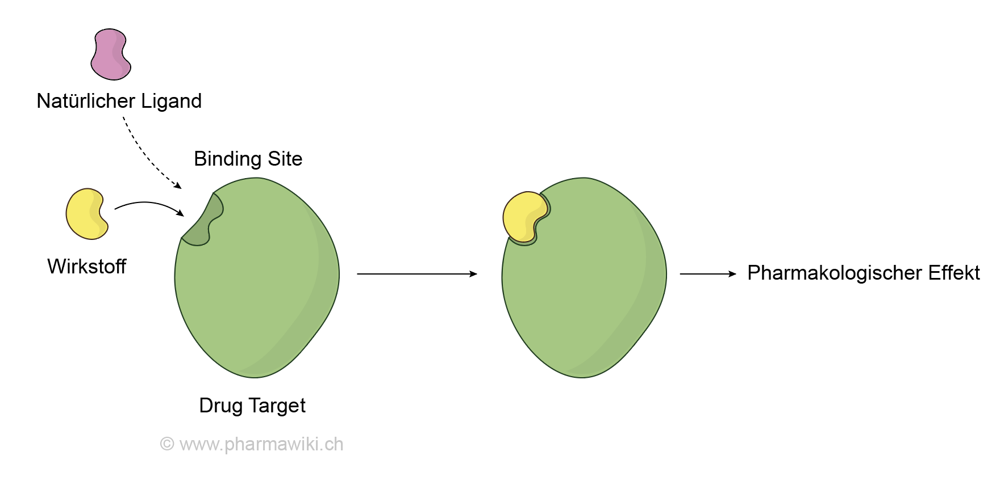 Natürlicher Ligand
Binding Site
Wirkstoff
Pharmakologischer Effekt
Drug Target
© www.pharmawiki.ch